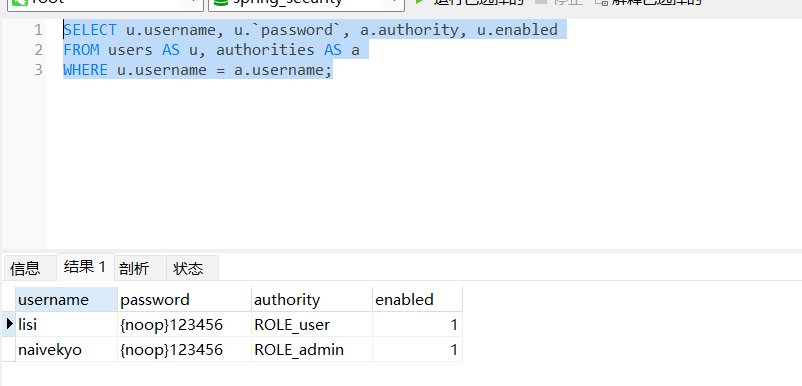 root spring_security 运行已选择的 停止 解释已选择的
1 SELECT u.username, u.`password`, a.authority, u.enabled
2 FROM users AS u, authorities AS a
3 WHERE u.username = a.username;
信息 结果 1 剖析 状态
username password authority enabled
lisi {noop}123456 ROLE_user 1
naivekyo {noop}123456 ROLE_admin 1